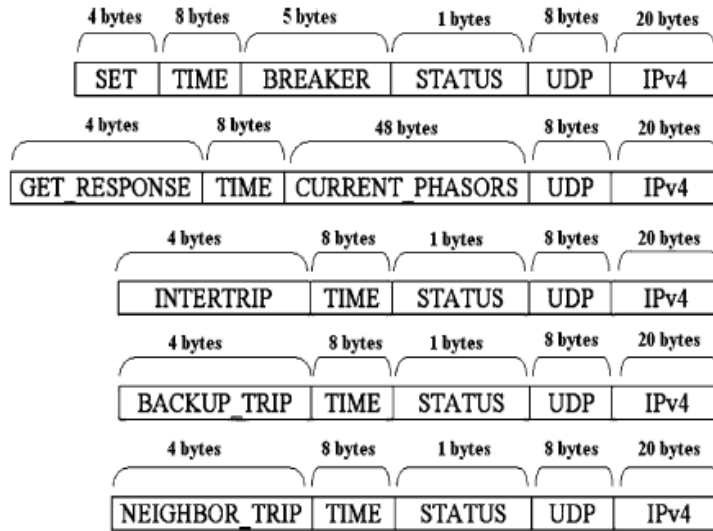 4 bytes 8 bytes 5 bytes 1 bytes 8 bytes 20 bytes
SET TIME BREAKER STATUS UDP IPv4
4 bytes 8 bytes 48 bytes 8 bytes 20 bytes
GET_RESPONSE TIME CURRENT_PHASORS UDP IPv4
4 bytes 8 bytes 1 bytes 8 bytes 20 bytes
INTERTRIP TIME STATUS UDP IPv4
4 bytes 8 bytes 1 bytes 8 bytes 20 bytes
BACKUP_TRIP TIME STATUS UDP IPv4
4 bytes 8 bytes 1 bytes 8 bytes 20 bytes
NEIGHBOR_TRIP TIME STATUS UDP IPv4